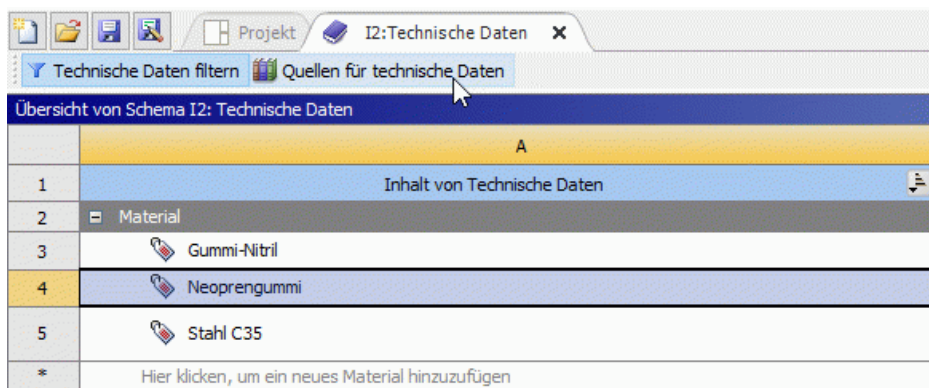 Projekt I2:Technische Daten
Technische Daten filtern Quellen für technische Daten
Übersicht von Schema I2: Technische Daten
A
1 Inhalt von Technische Daten
2 Material
3 Gummi-Nitril
4 Neoprengummi
5 Stahl C35
* Hier klicken, um ein neues Material hinzuzufügen